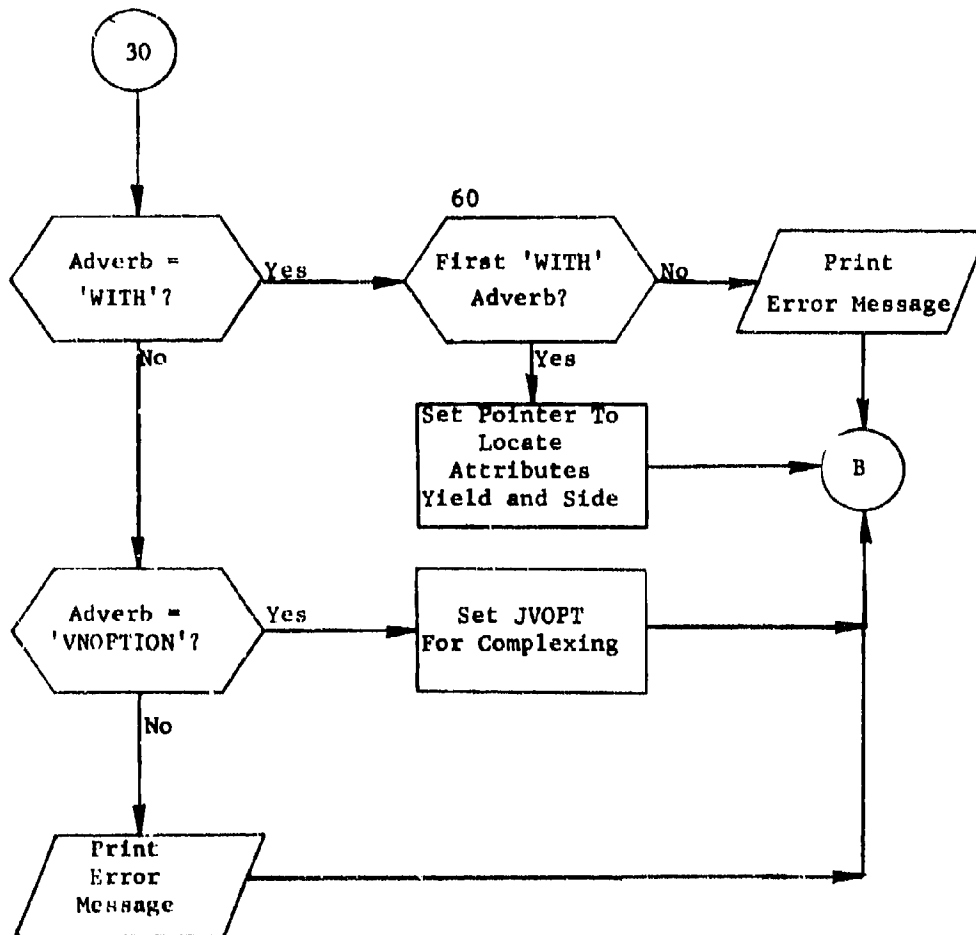 30
Adverb =
'WITH'?
Yes
60
First 'WITH'
Adverb?
No
Print
Error Message
No
Yes
Set Pointer To
Locate
Attributes
Yield and Side
B
Adverb =
'VNOPTION'?
Yes
Set JVOPT
For Complexing
No
Print
Error
Message